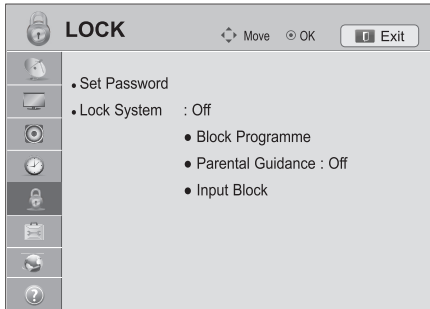 LOCK
Move OK Exit
• Set Password
• Lock System : Off
● Block Programme
● Parental Guidance : Off
● Input Block
?